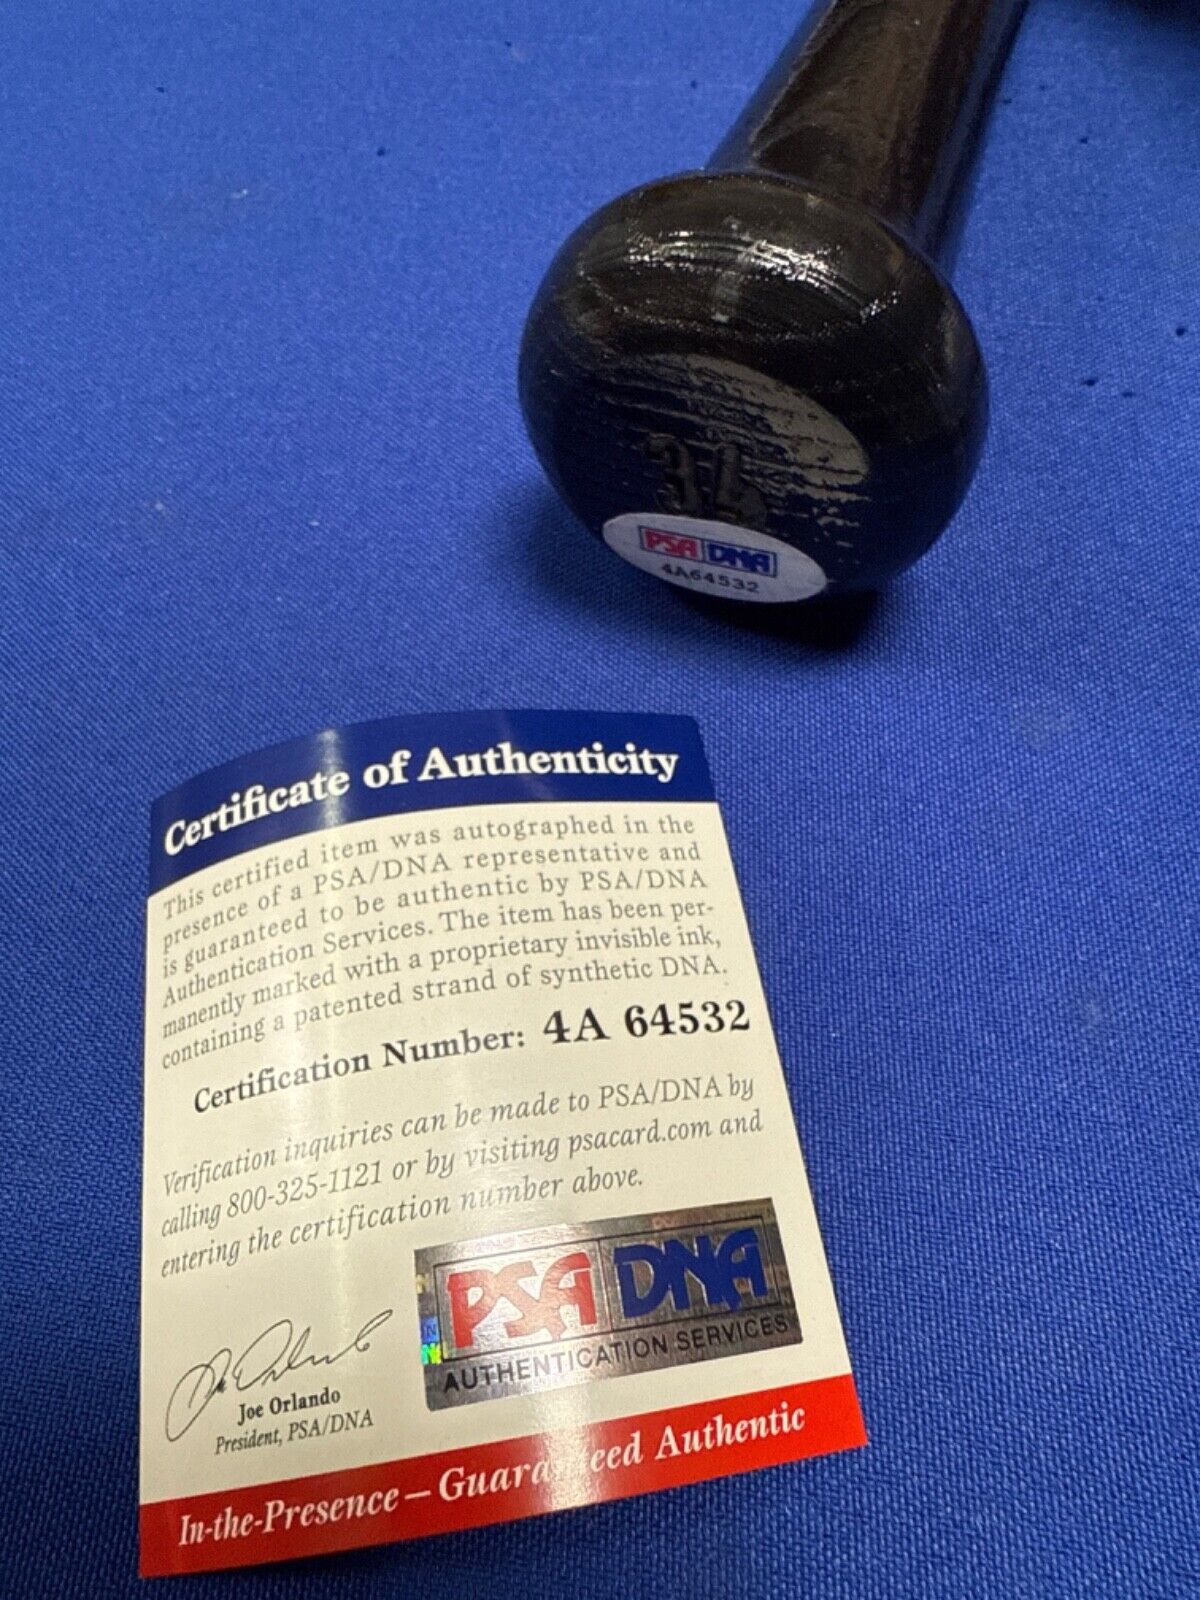 34
PSA DNA
4A64532
Certificate of Authenticity
This certified item was autographed in the
presence of a PSA/DNA representative and
is guaranteed to be authentic by PSA/DNA
Authentication Services. The item has been per-
manently marked with a proprietary invisible ink,
containing a patented strand of synthetic DNA.
Certification Number: 4A 64532
Verification inquiries can be made to PSA/DNA by
calling 800-325-1121 or by visiting psacard.com and
entering the certification number above.
PSA DNA
AUTHENTICATION SERVICES
Joe Orlando
President, PSA/DNA
In-the-Presence – Guaranteed Authentic